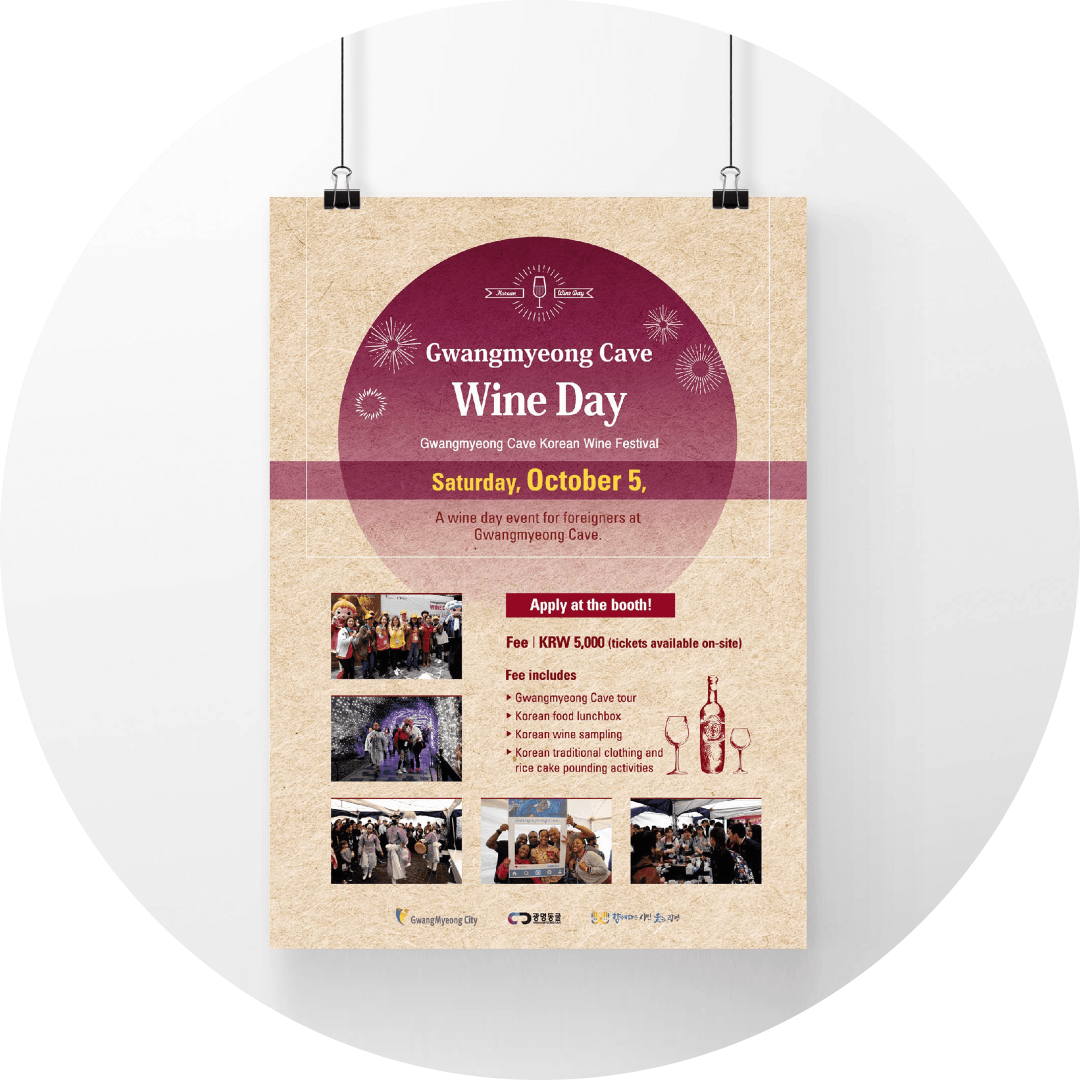 Korean Wine Day
Gwangmyeong Cave
Wine Day
Gwangmyeong Cave Korean Wine Festival
Saturday, October 5,
A wine day event for foreigners at
Gwangmyeong Cave.
Apply at the booth!
Fee | KRW 5,000 (tickets available on-site)
Fee includes
Gwangmyeong Cave tour
Korean food lunchbox
Korean wine sampling
Korean traditional clothing and
rice cake pounding activities
GwangMyeong City
광명동굴